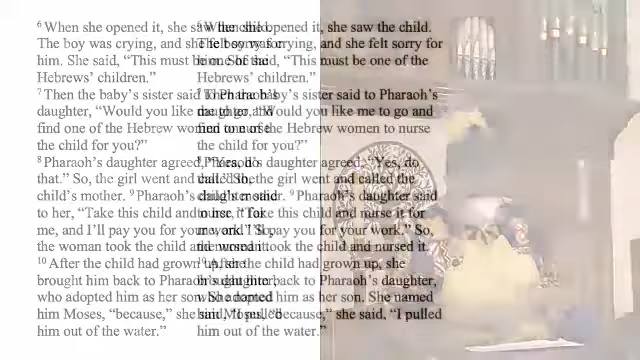 6 When she opened it, she saw the child.
The boy was crying, and she felt sorry for
him. She said, “This must be one of the
Hebrews’ children.”
7 Then the baby’s sister said to Pharaoh’s
daughter, “Would you like me to go and
find one of the Hebrew women to nurse
the child for you?”
8 Pharaoh’s daughter agreed, “Yes, do
that.” So, the girl went and called the
child’s mother. 9 Pharaoh’s daughter said
to her, “Take this child and nurse it for
me, and I’ll pay you for your work.” So,
the woman took the child and nursed it.
10 After the child had grown up, she
brought him back to Pharaoh’s daughter,
who adopted him as her son. She named
him Moses, “because,” she said, “I pulled
him out of the water.”